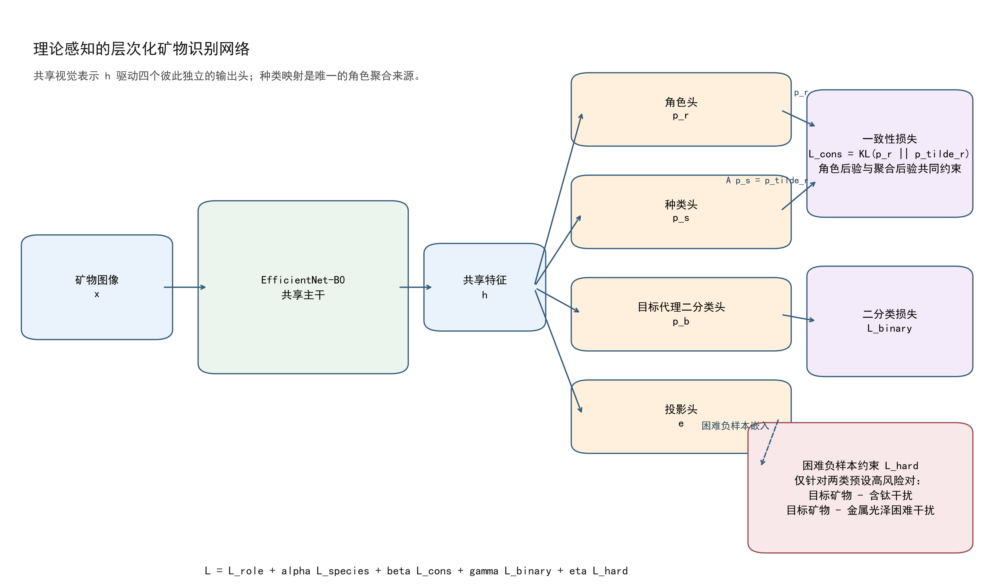 理论感知的层次化矿物识别网络
共享视觉表示 h 驱动四个彼此独立的输出头；种类映射是唯一的角色聚合来源。
矿物图像
x
EfficientNet-B0
共享主干
共享特征
h
角色头
p_r
种类头
p_s
目标代理二分类头
p_b
投影头
e
p_r
A p_s = p_tilde_r
困难负样本嵌入
一致性损失
L_cons = KL(p_r || p_tilde_r)
角色后验与聚合后验共同约束
二分类损失
L_binary
困难负样本约束 L_hard
仅针对两类预设高风险对：
目标矿物 - 含钛干扰
目标矿物 - 金属光泽困难干扰
L = L_role + alpha L_species + beta L_cons + gamma L_binary + eta L_hard